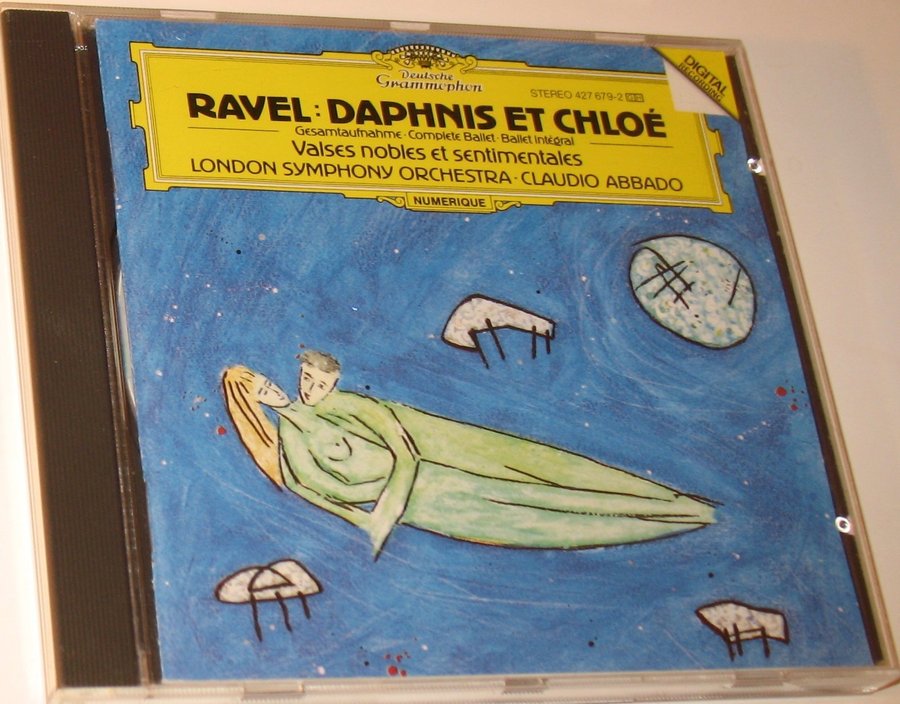 Deutsche
Grammophon
DIGITAL
RECORDING
STEREO 427 679-2 GH
RAVEL: DAPHNIS ET CHLOÉ
Gesamtaufnahme · Complete Ballet · Ballet intégral
Valses nobles et sentimentales
LONDON SYMPHONY ORCHESTRA · CLAUDIO ABBADO
NUMERIQUE